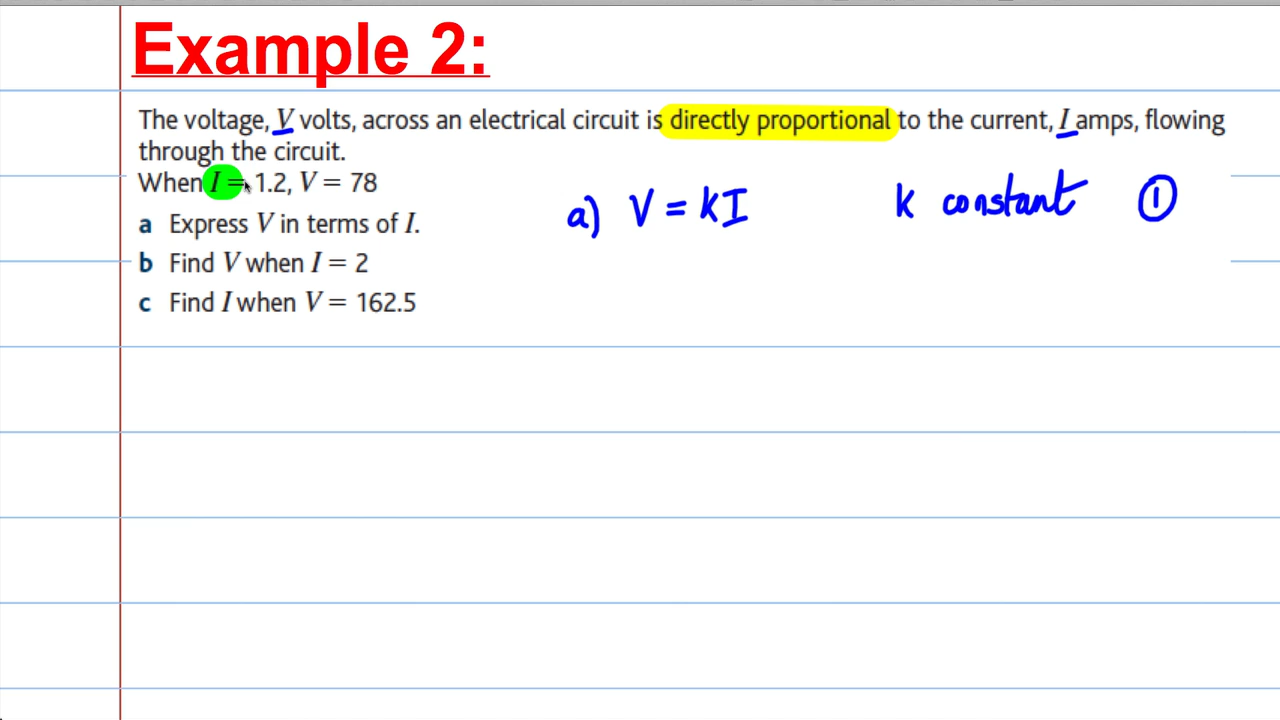 Example 2:
The voltage, V volts, across an electrical circuit is directly proportional to the current, I amps, flowing
through the circuit.
When I = 1.2, V = 78
a Express V in terms of I.
b Find V when I = 2
c Find I when V = 162.5
a) V = kI k constant ①